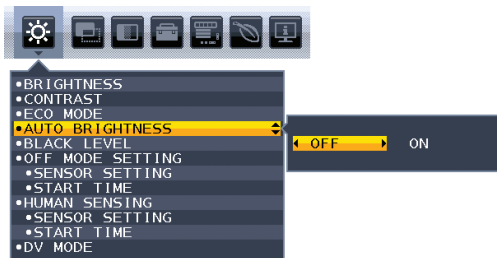 •BRIGHTNESS
•CONTRAST
•ECO MODE
•AUTO BRIGHTNESS
OFF ON
•BLACK LEVEL
•OFF MODE SETTING
•SENSOR SETTING
•START TIME
•HUMAN SENSING
•SENSOR SETTING
•START TIME
•DV MODE